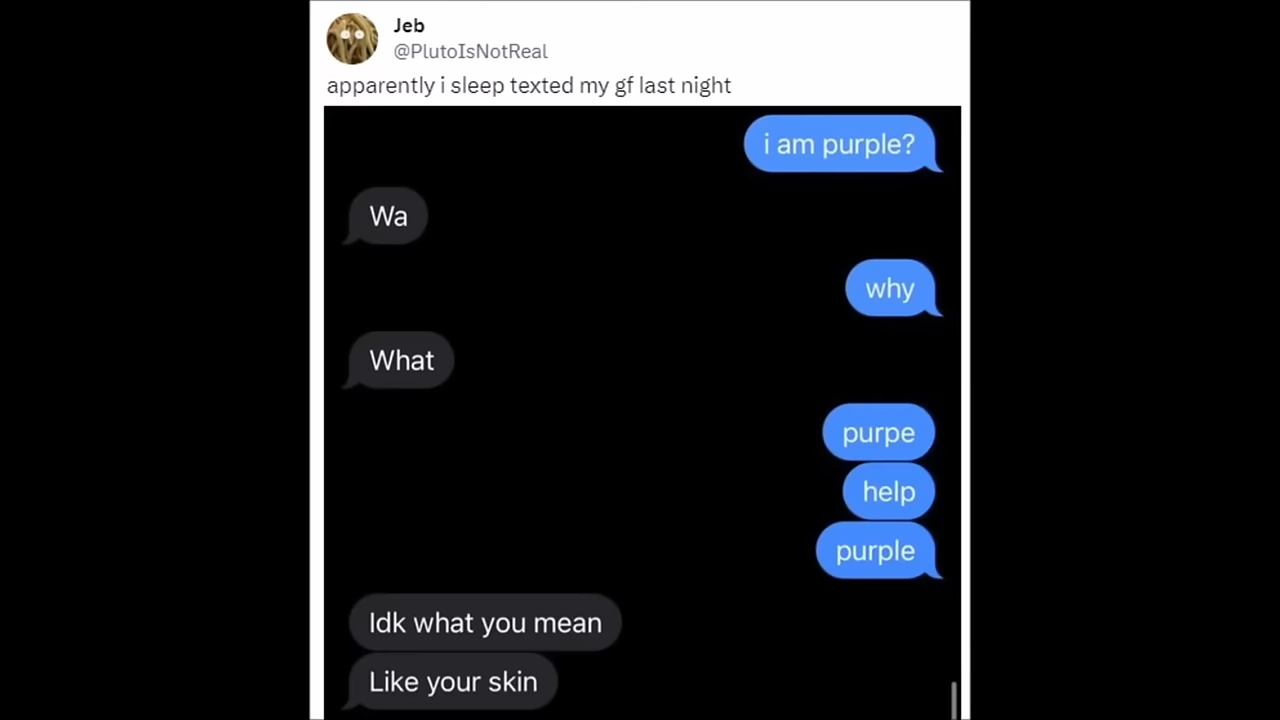 Jeb
@PlutoIsNotReal
apparently i sleep texted my gf last night
i am purple?
Wa
why
What
purpe
help
purple
Idk what you mean
Like your skin